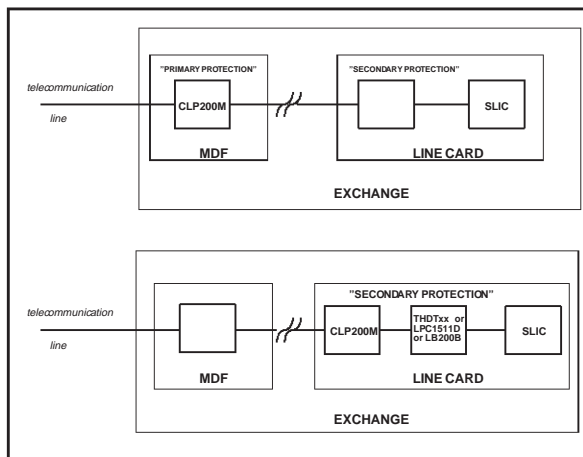 "PRIMARY PROTECTION"
"SECONDARY PROTECTION"
telecommunication
line
CLP200M
SLIC
MDF
LINE CARD
EXCHANGE
"SECONDARY PROTECTION"
telecommunication
line
CLP200M
THDTxx or
LPC1511D
or LB200B
SLIC
MDF
LINE CARD
EXCHANGE